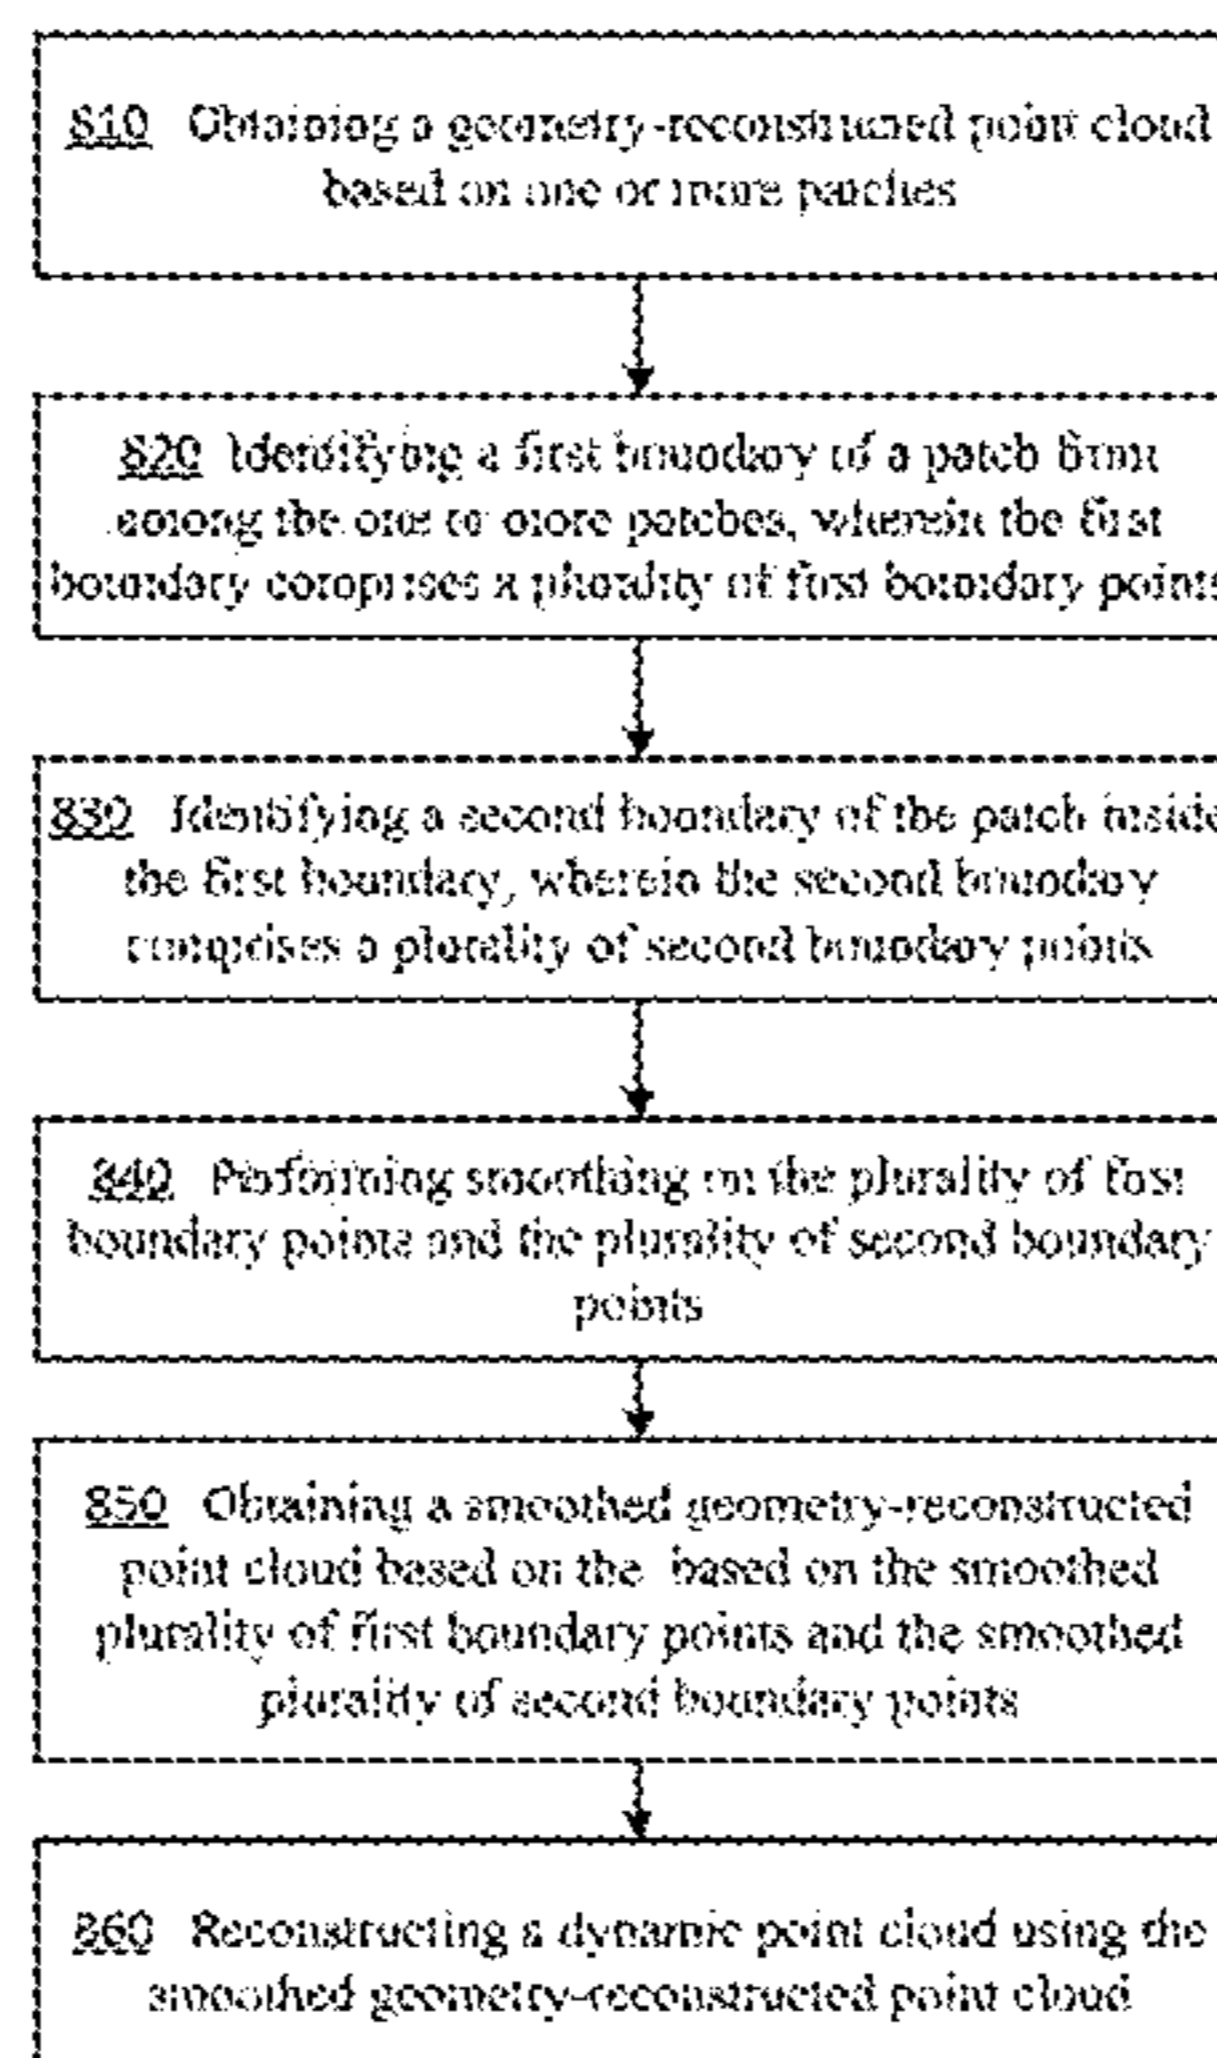 810 Obtaining a geometry-reconstructed point cloud
based on one or more patches
820 Identifying a first boundary of a patch from
among the one or more patches, wherein the first
boundary comprises a plurality of first boundary points
830 Identifying a second boundary of the patch inside
the first boundary, wherein the second boundary
comprises a plurality of second boundary points
840 Performing smoothing on the plurality of first
boundary points and the plurality of second boundary
points
850 Obtaining a smoothed geometry-reconstructed
point cloud based on the based on the smoothed
plurality of first boundary points and the smoothed
plurality of second boundary points
860 Reconstructing a dynamic point cloud using the
smoothed geometry-reconstructed point cloud